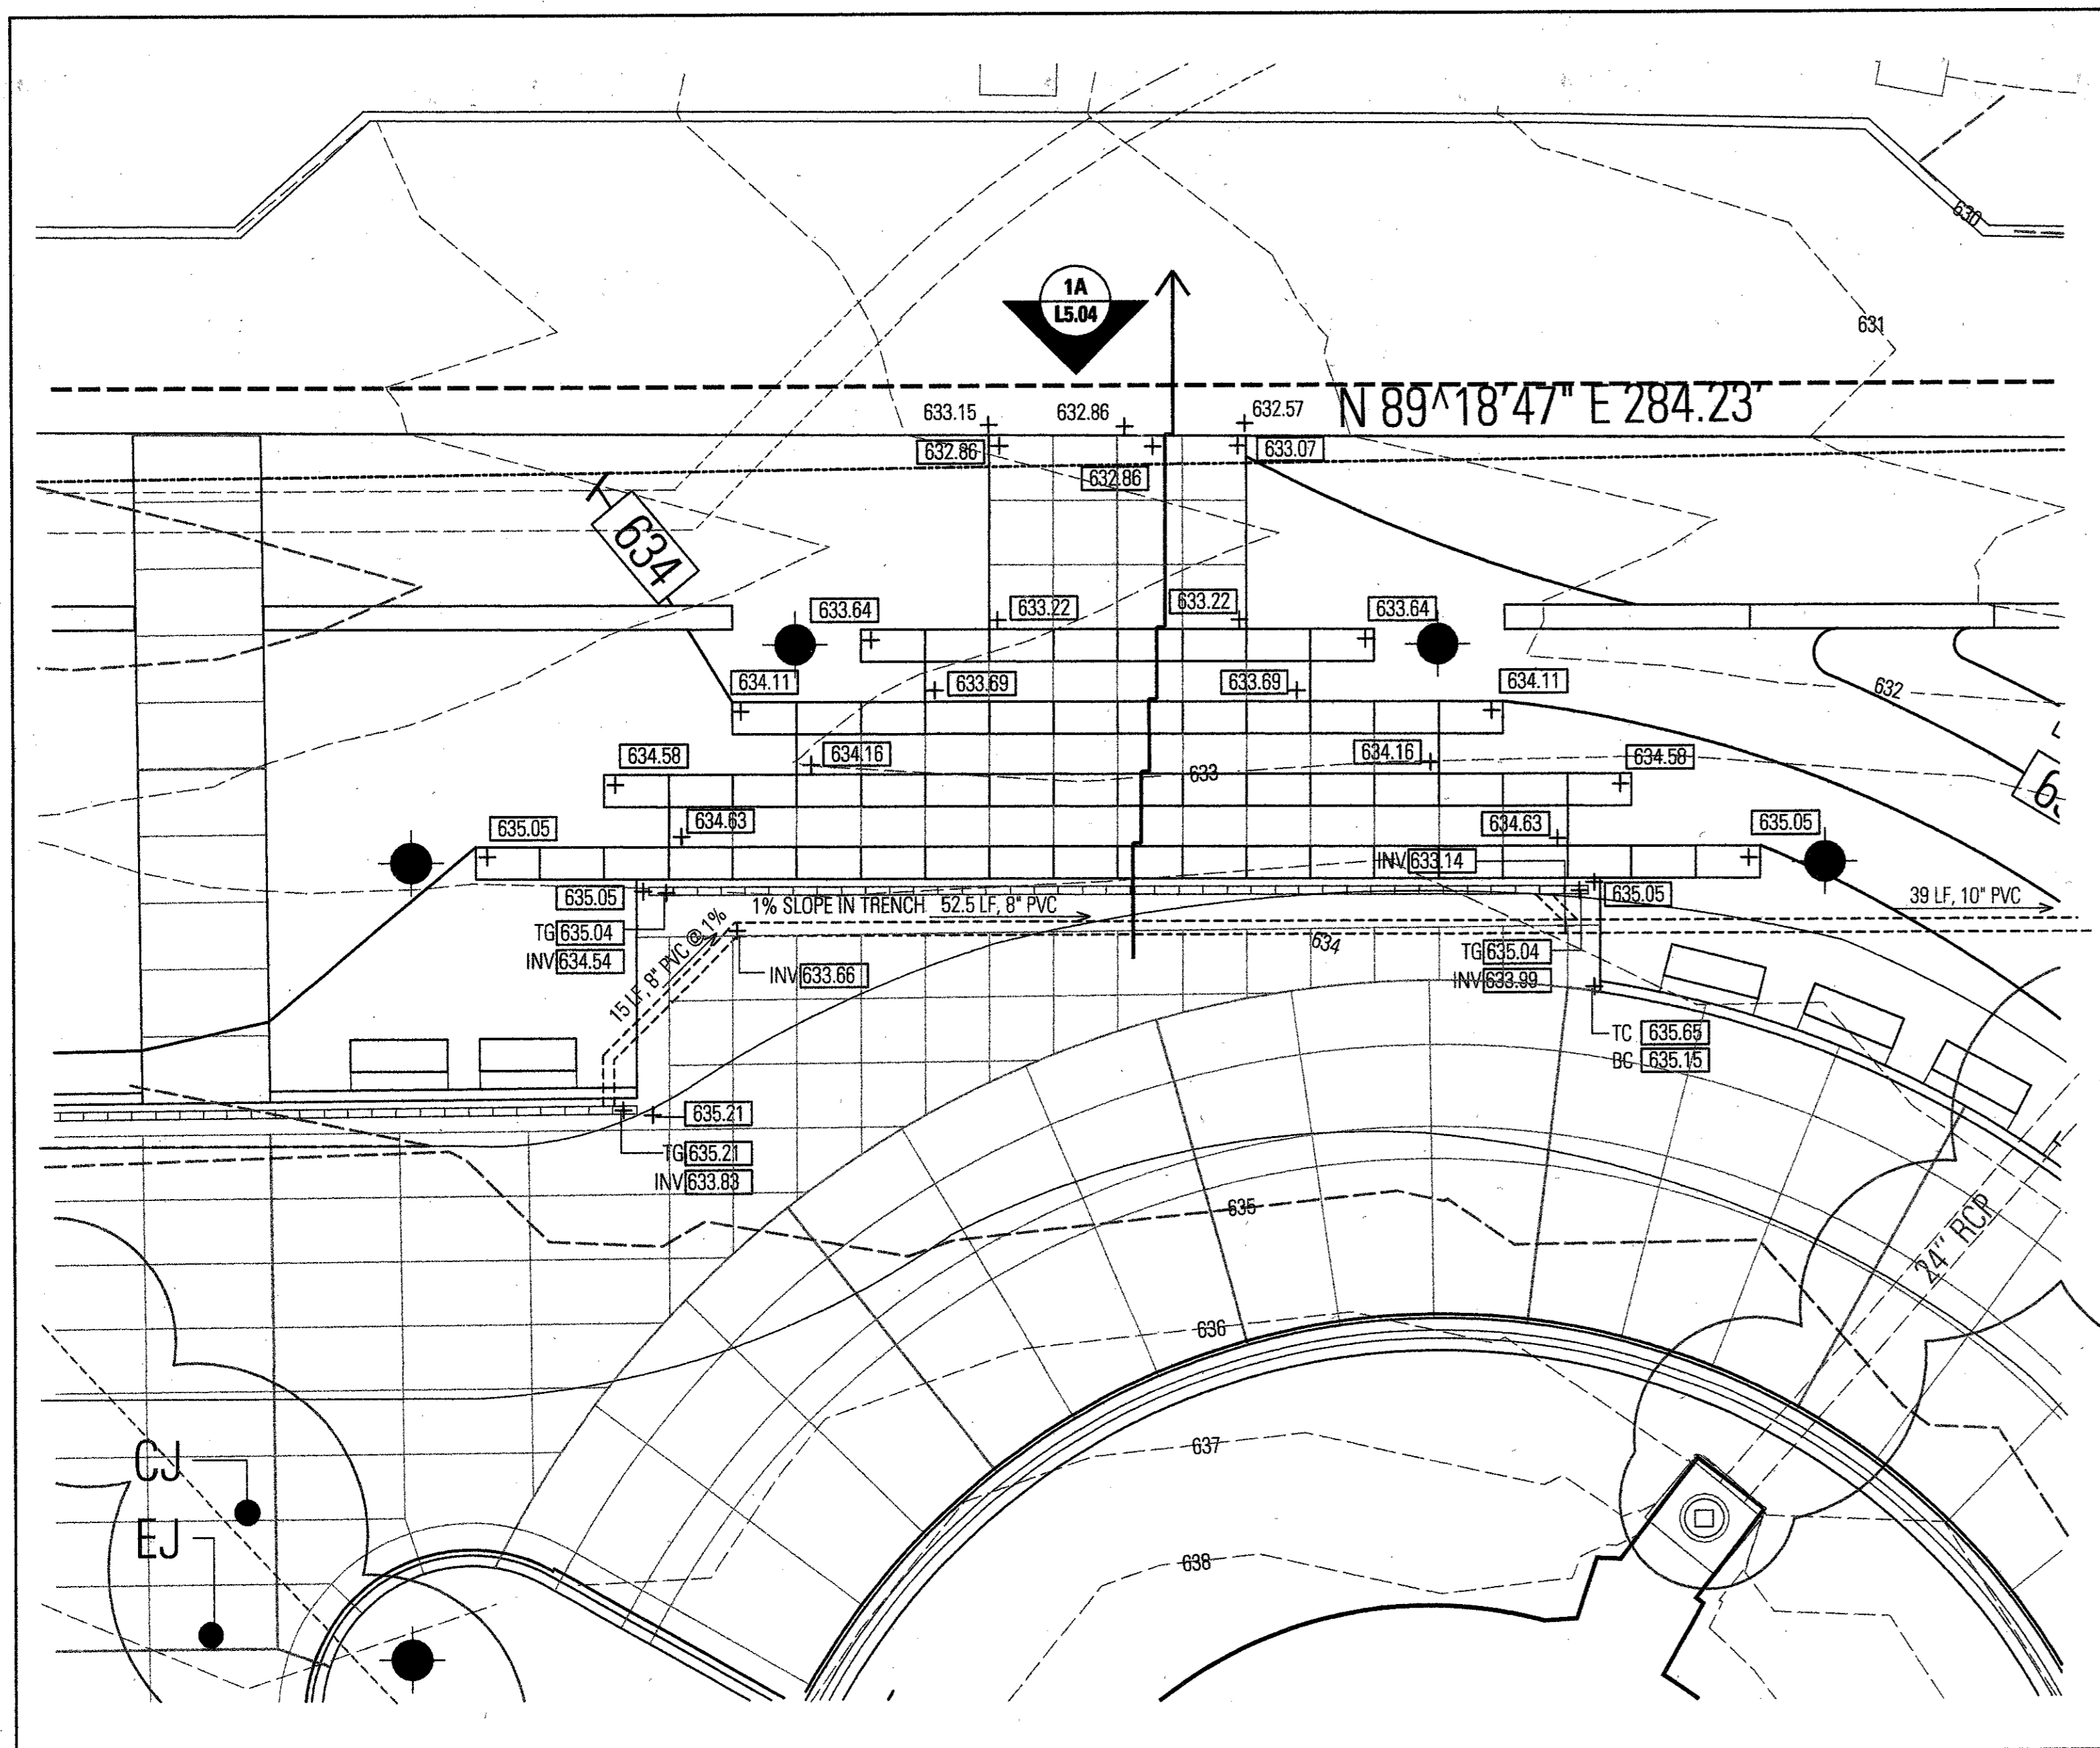 630
1A
L5.04
631
N 89^18'47" E 284.23'
633.15
632.86
632.57
632.86
633.07
632.86
634
633.64
633.22
633.22
633.64
634.11
633.69
633.69
634.11
632
634.58
634.16
634.16
634.58
633
635.05
634.63
634.63
635.05
INV 633.14
635.05
635.05
1% SLOPE IN TRENCH 52.5 LF, 8" PVC
39 LF, 10" PVC
TG 635.04
INV 634.54
15 LF, 8" PVC @ 1%
INV 633.66
634
TG 635.04
INV 633.99
TC 635.65
BC 635.15
635.21
TG 635.21
INV 633.83
635
24" RCP
636
637
CJ
EJ
638